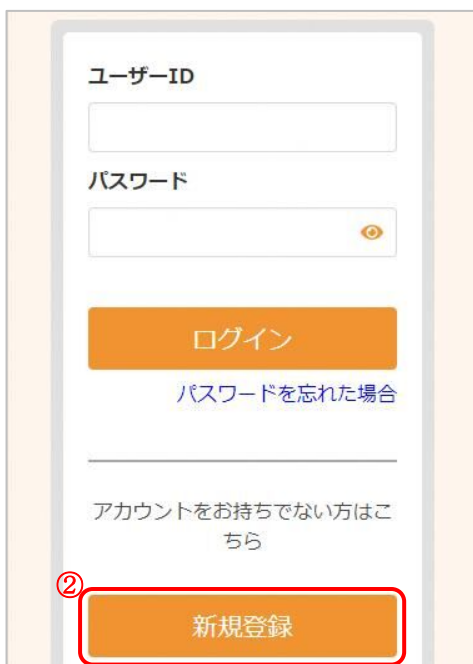 ユーザーID
パスワード
ログイン
パスワードを忘れた場合
アカウントをお持ちでない方はこ
ちら
②
新規登録